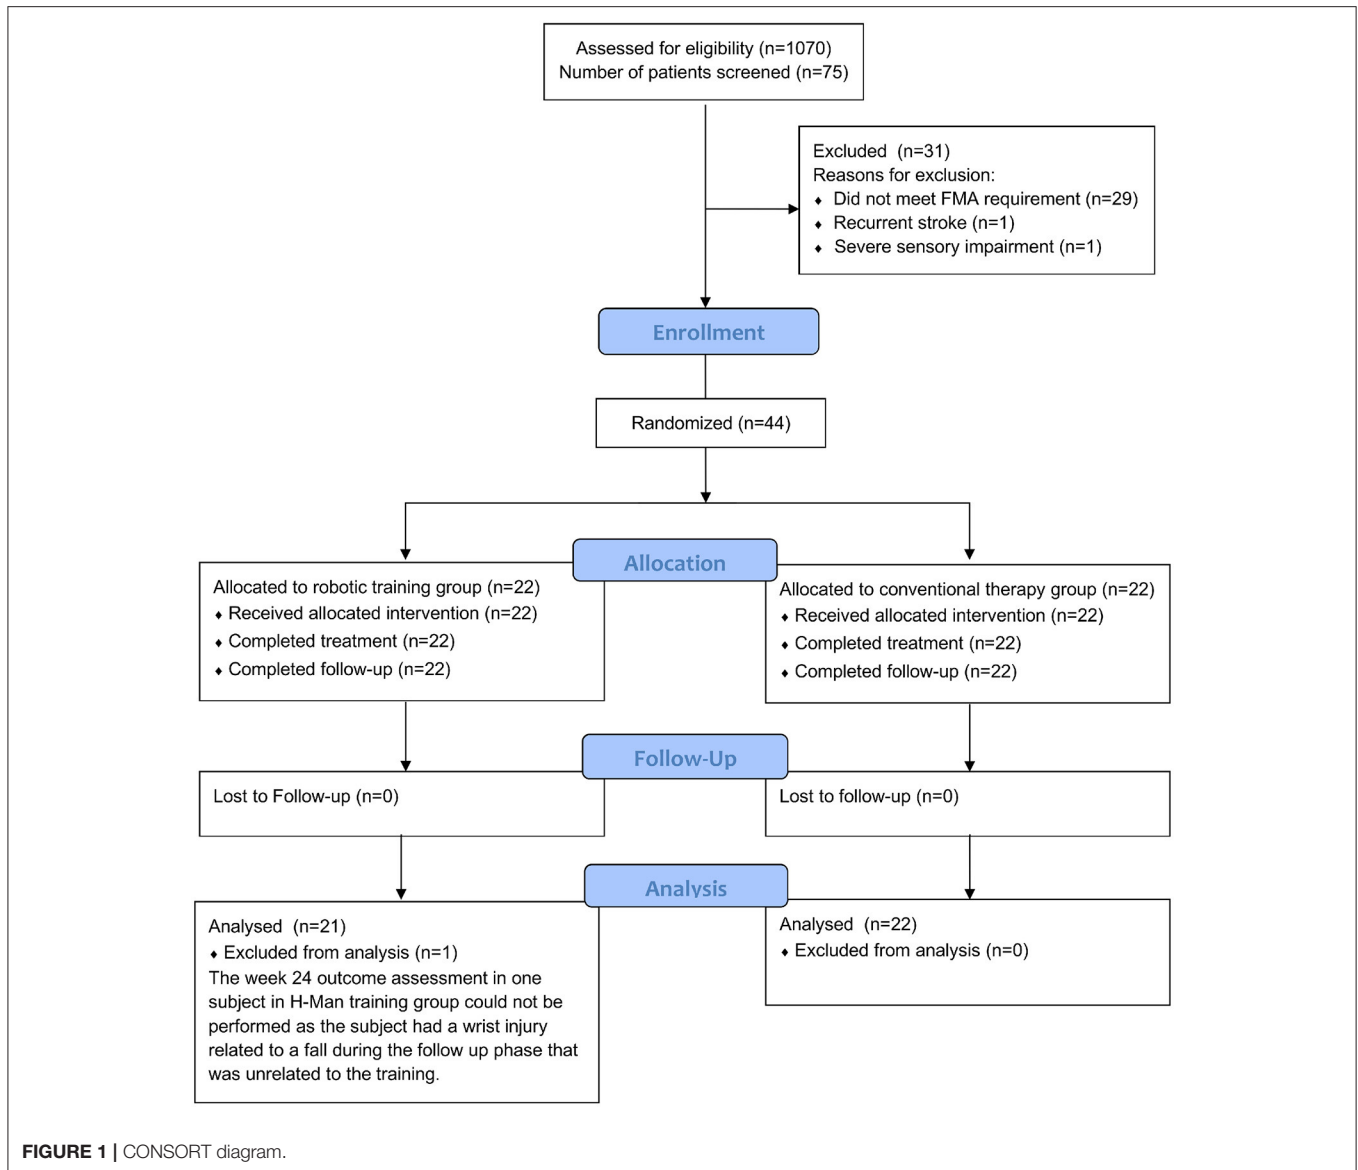 Assessed for eligibility (n=1070)
Number of patients screened (n=75)
Excluded (n=31)
Reasons for exclusion:
♦ Did not meet FMA requirement (n=29)
♦ Recurrent stroke (n=1)
♦ Severe sensory impairment (n=1)
Enrollment
Randomized (n=44)
Allocation
Allocated to robotic training group (n=22)
♦ Received allocated intervention (n=22)
♦ Completed treatment (n=22)
♦ Completed follow-up (n=22)
Allocated to conventional therapy group (n=22)
♦ Received allocated intervention (n=22)
♦ Completed treatment (n=22)
♦ Completed follow-up (n=22)
Follow-Up
Lost to Follow-up (n=0)
Lost to follow-up (n=0)
Analysis
Analysed (n=21)
♦ Excluded from analysis (n=1)
The week 24 outcome assessment in one
subject in H-Man training group could not be
performed as the subject had a wrist injury
related to a fall during the follow up phase that
was unrelated to the training.
Analysed (n=22)
♦ Excluded from analysis (n=0)
FIGURE 1 | CONSORT diagram.